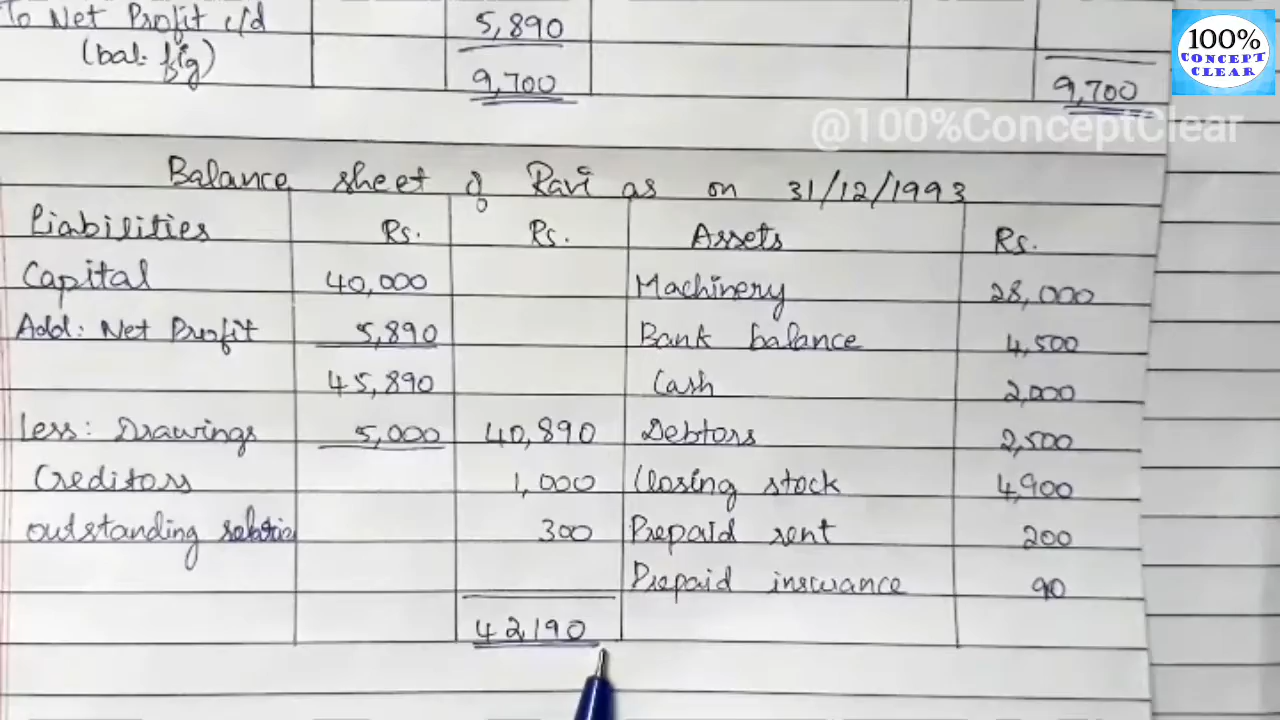 To Net Profit c/d 5,890
(bal. fig)
9,700 9,700
100%
CONCEPT
CLEAR
@100%ConceptClear
Balance sheet of Ravi as on 31/12/1993
Liabilities Rs. Rs. Assets Rs.
Capital 40,000 Machinery 28,000
Add: Net Profit 5,890 Bank balance 4,500
45,890 Cash 2,000
Less: Drawings 5,000 40,890 Debtors 2,500
Creditors 1,000 Closing stock 4,900
outstanding 300 Prepaid rent 200
Prepaid insurance 90
42,190